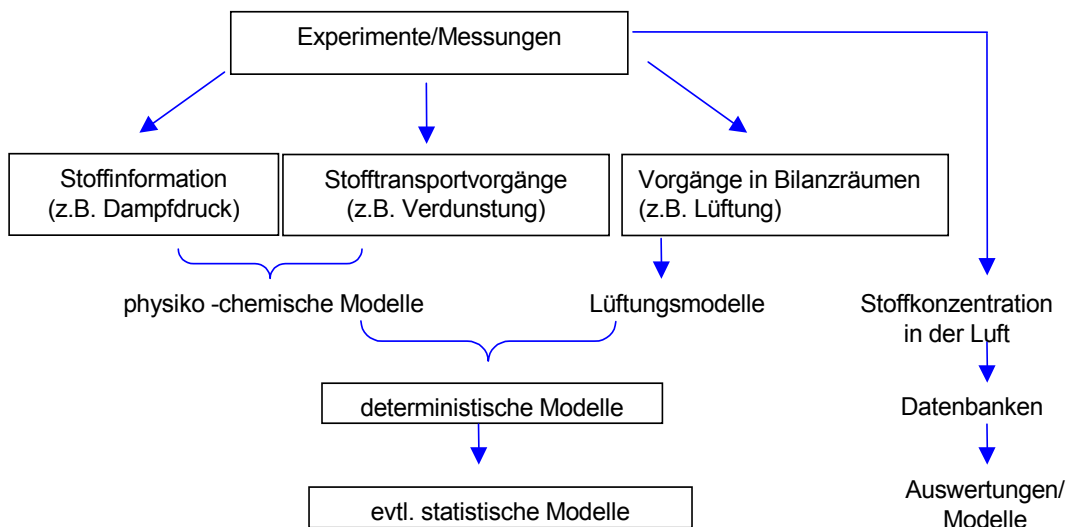 Experimente/Messungen
Stoffinformation
(z.B. Dampfdruck)
Stofftransportvorgänge
(z.B. Verdunstung)
Vorgänge in Bilanzräumen
(z.B. Lüftung)
physiko -chemische Modelle
Lüftungsmodelle
Stoffkonzentration
in der Luft
deterministische Modelle
Datenbanken
evtl. statistische Modelle
Auswertungen/
Modelle